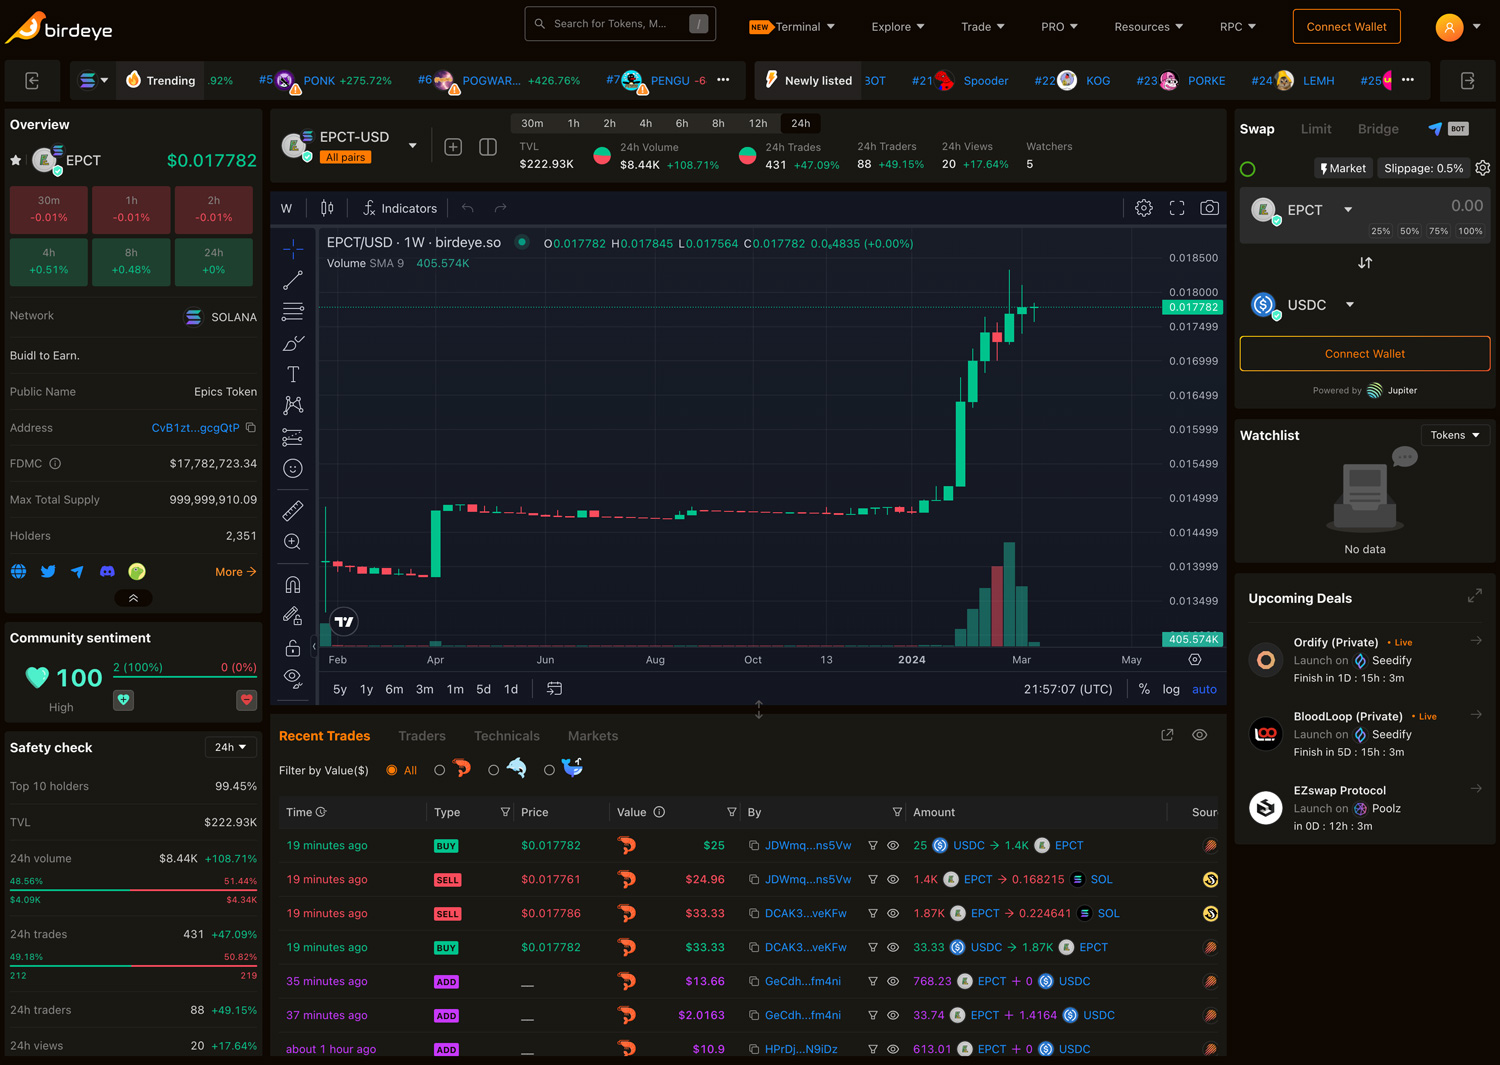 birdeye
Search for Tokens, M...
/
NEW
Terminal
Explore
Trade
PRO
Resources
RPC
Connect Wallet
Trending
.92%
#5 PONK +275.72%
#6 POGWAR... +426.76%
#7 PENGU -6
Newly listed
BOT
#21 Spooder
#22 KOG
#23 PORKE
#24 LEMH
#25
Overview
EPCT
$0.017782
30m 1h 2h
-0.01% -0.01% -0.01%
4h 8h 24h
+0.51% +0.48% +0%
Network SOLANA
Buidl to Earn.
Public Name Epics Token
Address CvB1zt...gcgQtP
FDMC $17,782,723.34
Max Total Supply 999,999,910.09
Holders 2,351
More
Community sentiment
100
High
2 (100%) 0 (0%)
Safety check 24h
Top 10 holders 99.45%
TVL $222.93K
24h volume $8.44K +108.71%
48.56% 51.44%
$4.09K $4.34K
24h trades 431 +47.09%
49.18% 50.82%
212 219
24h traders 88 +49.15%
24h views 20 +17.64%
EPCT-USD
All pairs
30m 1h 2h 4h 6h 8h 12h 24h
TVL
$222.93K
24h Volume
$8.44K +108.71%
24h Trades
431 +47.09%
24h Traders
88 +49.15%
24h Views
20 +17.64%
Watchers
5
W
Indicators
EPCT/USD · 1W · birdeye.so
O0.017782 H0.017845 L0.017564 C0.017782 0.0₆4835 (+0.00%)
Volume SMA 9 405.574K
0.018500
0.018000
0.017782
0.017499
0.016999
0.016499
0.015999
0.015499
0.014999
0.014499
0.013999
0.013499
405.574K
Feb Apr Jun Aug Oct 13 2024 Mar May
5y 1y 6m 3m 1m 5d 1d
21:57:07 (UTC)
% log auto
Recent Trades
Traders
Technicals
Markets
Filter by Value($)
All
Time Type Price Value By Amount Sour
19 minutes ago BUY $0.017782 $25 JDWmq...ns5Vw 25 USDC → 1.4K EPCT
19 minutes ago SELL $0.017761 $24.96 JDWmq...ns5Vw 1.4K EPCT → 0.168215 SOL
19 minutes ago SELL $0.017786 $33.33 DCAK3...veKFw 1.87K EPCT → 0.224641 SOL
19 minutes ago BUY $0.017782 $33.33 DCAK3...veKFw 33.33 USDC → 1.87K EPCT
35 minutes ago ADD __ $13.66 GeCdh...fm4ni 768.23 EPCT + 0 USDC
37 minutes ago ADD __ $2.0163 GeCdh...fm4ni 33.74 EPCT + 1.4164 USDC
about 1 hour ago ADD __ $10.9 HPrDj...N9iDz 613.01 EPCT + 0 USDC
Swap
Limit
Bridge
BOT
Market
Slippage: 0.5%
EPCT 0.00
25% 50% 75% 100%
USDC
Connect Wallet
Powered by Jupiter
Watchlist
Tokens
No data
Upcoming Deals
Ordify (Private) • Live
Launch on Seedify
Finish in 1D : 15h : 3m
BloodLoop (Private) • Live
Launch on Seedify
Finish in 5D : 15h : 3m
EZswap Protocol
Launch on Poolz
in 0D : 12h : 3m